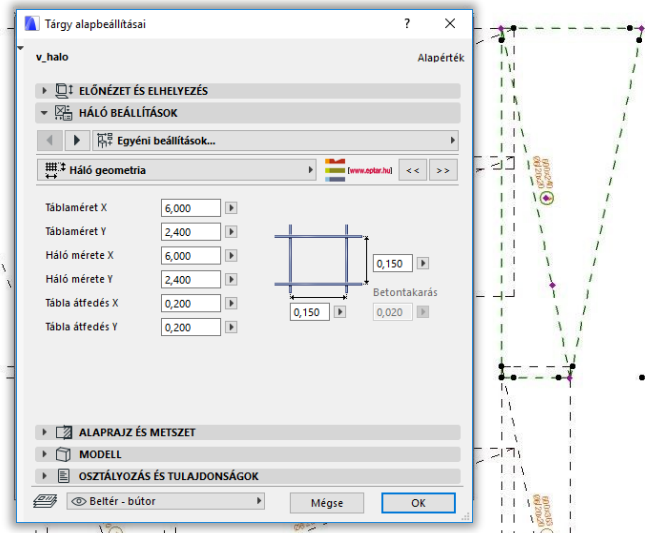 Tárgy alapbeállításai
?
v_halo
Alapérték
ELŐNÉZET ÉS ELHELYEZÉS
HÁLÓ BEÁLLÍTÁSOK
Egyéni beállítások...
Háló geometria
[www.eptar.hu]
<<
>>
Táblaméret X
6,000
Táblaméret Y
2,400
Háló mérete X
6,000
Háló mérete Y
2,400
Tábla átfedés X
0,200
Tábla átfedés Y
0,200
0,150
Betontakarás
0,150
0,020
ALAPRAJZ ÉS METSZET
MODELL
OSZTÁLYOZÁS ÉS TULAJDONSÁGOK
Beltér - bútor
Mégse
OK